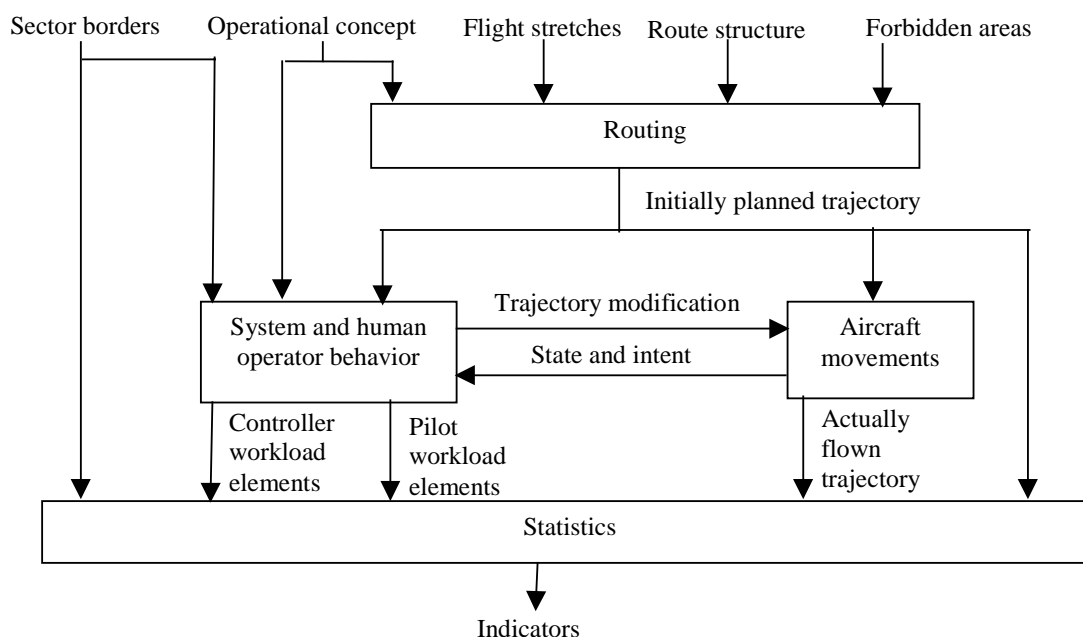 Sector borders
Operational concept
Flight stretches
Route structure
Forbidden areas
Routing
Initially planned trajectory
System and human
operator behavior
Trajectory modification
State and intent
Aircraft
movements
Controller
workload
elements
Pilot
workload
elements
Actually
flown
trajectory
Statistics
Indicators